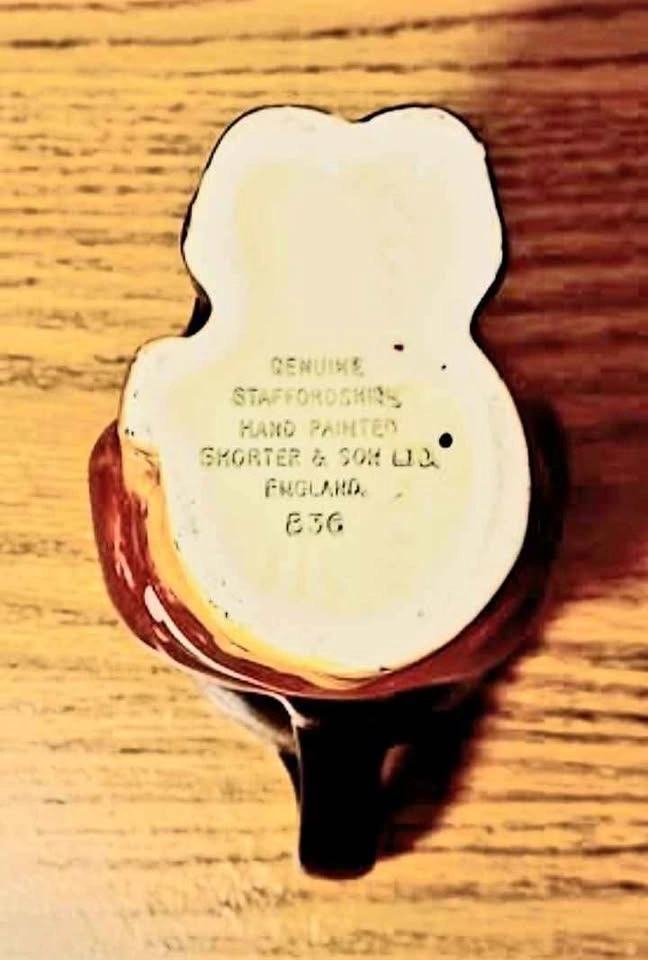 GENUINE
STAFFORDSHIRE
HAND PAINTED
SHORTER & SON LTD.
ENGLAND.
836